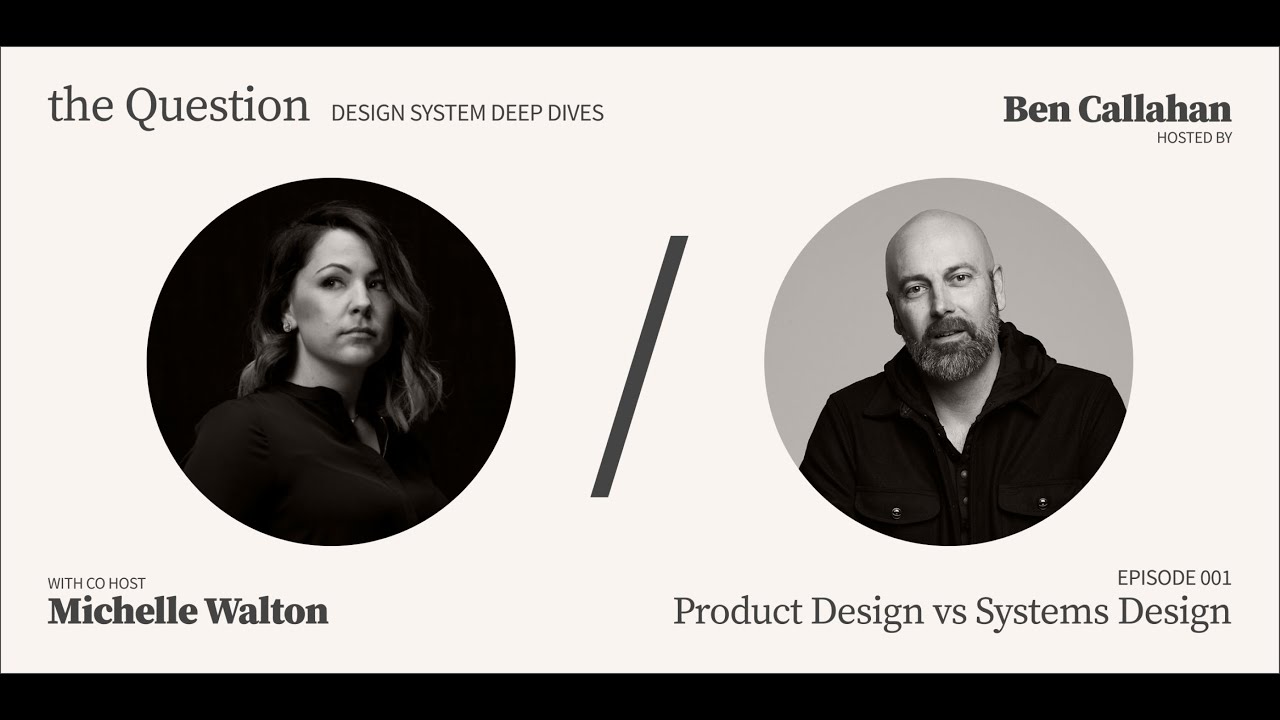 the Question DESIGN SYSTEM DEEP DIVES
Ben Callahan
HOSTED BY
WITH CO HOST
Michelle Walton
EPISODE 001
Product Design vs Systems Design